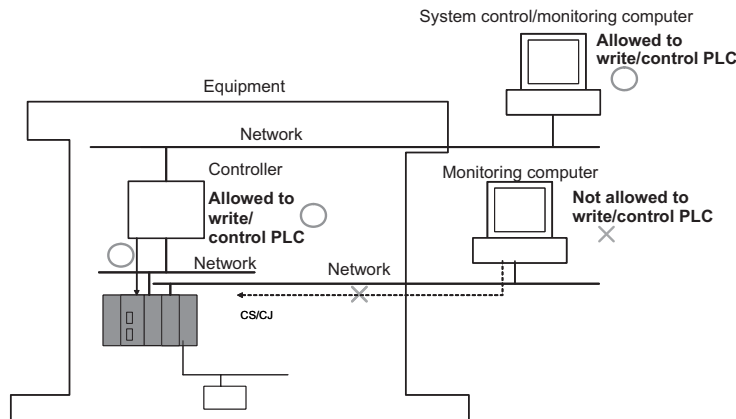 System control/monitoring computer
Allowed to
write/control PLC
Equipment
Network
Controller
Allowed to
write/
control PLC
Monitoring computer
Not allowed to
write/control PLC
Network
Network
CS/CJ